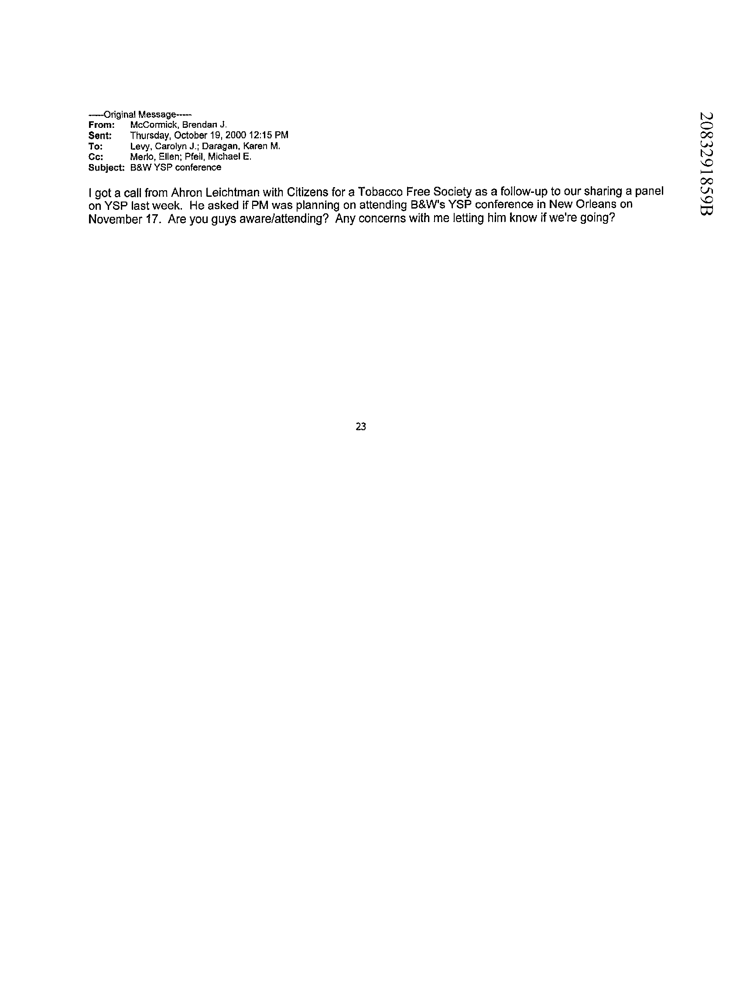 -----Original Message-----
From: McCormick, Brendan J.
Sent: Thursday, October 19, 2000 12:15 PM
To: Levy, Carolyn J.; Daragan, Karen M.
Cc: Merlo, Ellen; Pfeil, Michael E.
Subject: B&W YSP conference
I got a call from Ahron Leichtman with Citizens for a Tobacco Free Society as a follow-up to our sharing a panel
on YSP last week. He asked if PM was planning on attending B&W's YSP conference in New Orleans on
November 17. Are you guys aware/attending? Any concerns with me letting him know if we're going?
23
2083291859B